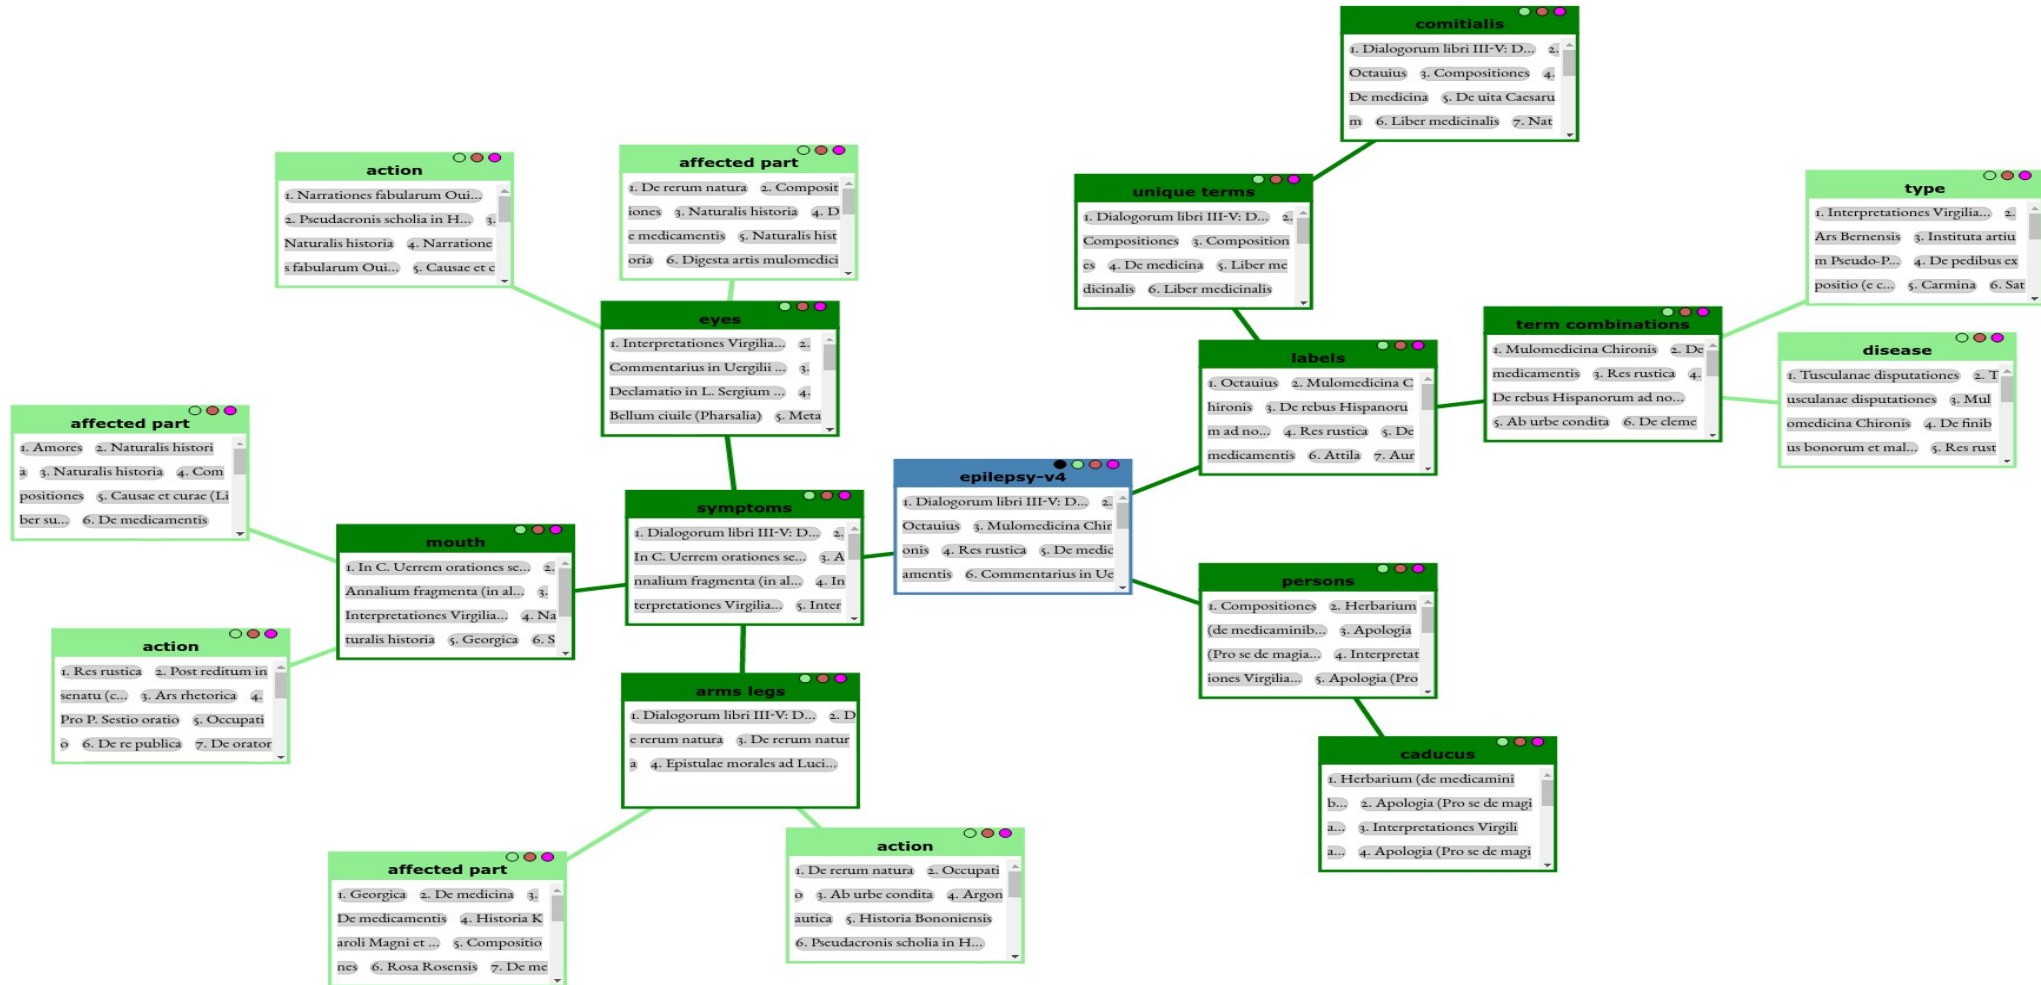 comitialis
1. Dialogorum libri III-V: D... 2.
Octauius 3. Compositiones 4.
De medicina 5. De uita Caesaru
m 6. Liber medicinalis 7. Nat
action
1. Narrationes fabularum Oui...
2. Pseudacronis scholia in H... 3.
Naturalis historia 4. Narratione
s fabularum Oui... 5. Causae et c
affected part
1. De rerum natura 2. Composit
iones 3. Naturalis historia 4. D
e medicamentis 5. Naturalis hist
oria 6. Digesta artis mulomedici
unique terms
1. Dialogorum libri III-V: D... 2.
Compositiones 3. Composition
es 4. De medicina 5. Liber me
dicinalis 6. Liber medicinalis
type
1. Interpretationes Virgilia... 2.
Ars Bernensis 3. Instituta artiu
m Pseudo-P... 4. De pedibus ex
positio (e c... 5. Carmina 6. Sat
eyes
1. Interpretationes Virgilia... 2.
Commentarius in Uergilii ... 3.
Declamatio in L. Sergium ... 4.
Bellum ciuile (Pharsalia) 5. Meta
labels
1. Octauius 2. Mulomedicina C
hironis 3. De rebus Hispanoru
m ad no... 4. Res rustica 5. De
medicamentis 6. Attila 7. Aur
term combinations
1. Mulomedicina Chironis 2. De
medicamentis 3. Res rustica 4.
De rebus Hispanorum ad no...
5. Ab urbe condita 6. De cleme
disease
1. Tusculanae disputationes 2. T
usculanae disputationes 3. Mul
omedicina Chironis 4. De finib
us bonorum et mal... 5. Res rust
affected part
1. Amores 2. Naturalis histori
a 3. Naturalis historia 4. Com
positiones 5. Causae et curae (Li
ber su... 6. De medicamentis
mouth
1. In C. Uerrem orationes se... 2.
Annalium fragmenta (in al... 3.
Interpretationes Virgilia... 4. Na
turalis historia 5. Georgica 6. S
symptoms
1. Dialogorum libri III-V: D... 2.
In C. Uerrem orationes se... 3. A
nnalium fragmenta (in al... 4. In
terpretationes Virgilia... 5. Inter
epilepsy-v4
1. Dialogorum libri III-V: D... 2.
Octauius 3. Mulomedicina Chir
onis 4. Res rustica 5. De medic
amentis 6. Commentarius in Ue
persons
1. Compositiones 2. Herbarium
(de medicaminib... 3. Apologia
(Pro se de magia... 4. Interpretat
iones Virgilia... 5. Apologia (Pro
action
1. Res rustica 2. Post reditum in
senatu (c... 3. Ars rhetorica 4.
Pro P. Sestio oratio 5. Occupati
o 6. De re publica 7. De orator
arms legs
1. Dialogorum libri III-V: D... 2. D
e rerum natura 3. De rerum natur
a 4. Epistulae morales ad Luci...
caducus
1. Herbarium (de medicamini
b... 2. Apologia (Pro se de magi
a... 3. Interpretationes Virgili
a... 4. Apologia (Pro se de magi
affected part
1. Georgica 2. De medicina 3.
De medicamentis 4. Historia K
aroli Magni et ... 5. Compositio
nes 6. Rosa Rosensis 7. De me
action
1. De rerum natura 2. Occupati
o 3. Ab urbe condita 4. Argon
autica 5. Historia Bononiensis
6. Pseudacronis scholia in H...